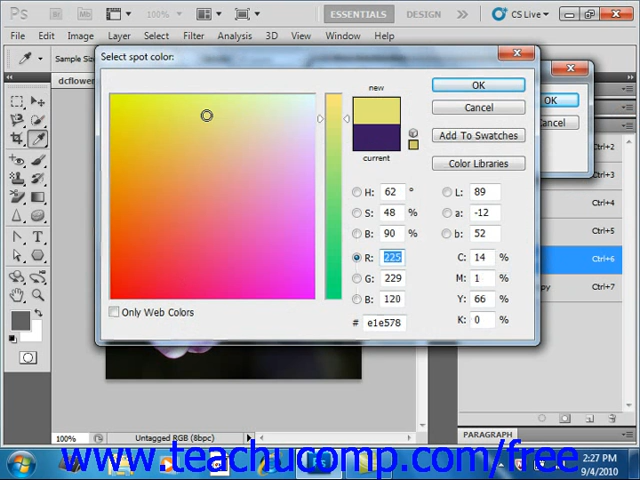 Ps 150% ESSENTIALS DESIGN CS Live
File Edit Image Layer Select Filter Analysis 3D View Window Help
Sample Size
dcflower
Select spot color:
new
current
OK
Cancel
Add To Swatches
Color Libraries
H: 62 °
S: 48 %
B: 90 %
R: 225
G: 229
B: 120
# e1e578
L: 89
a: -12
b: 52
C: 14 %
M: 1 %
Y: 66 %
K: 0 %
Only Web Colors
OK
Cancel
Ctrl+2
Ctrl+3
Ctrl+4
Ctrl+5
Ctrl+6
Ctrl+7
100% Untagged RGB (8bpc)
PARAGRAPH
www.teachucomp.com/free
2:27 PM
9/4/2010